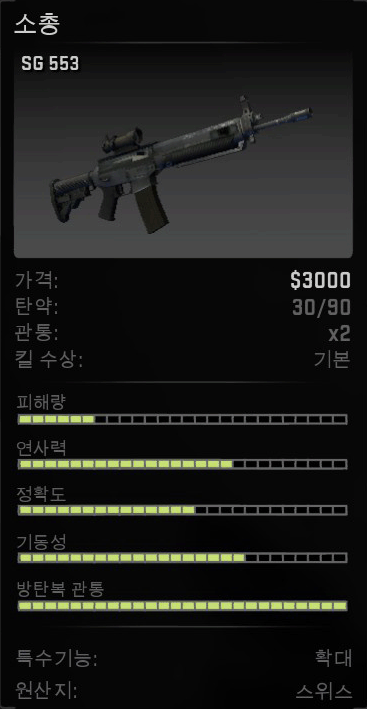 소총
SG 553
가격: $3000
탄약: 30/90
관통: x2
킬 수상: 기본
피해량
연사력
정확도
기동성
방탄복 관통
특수기능: 확대
원산지: 스위스